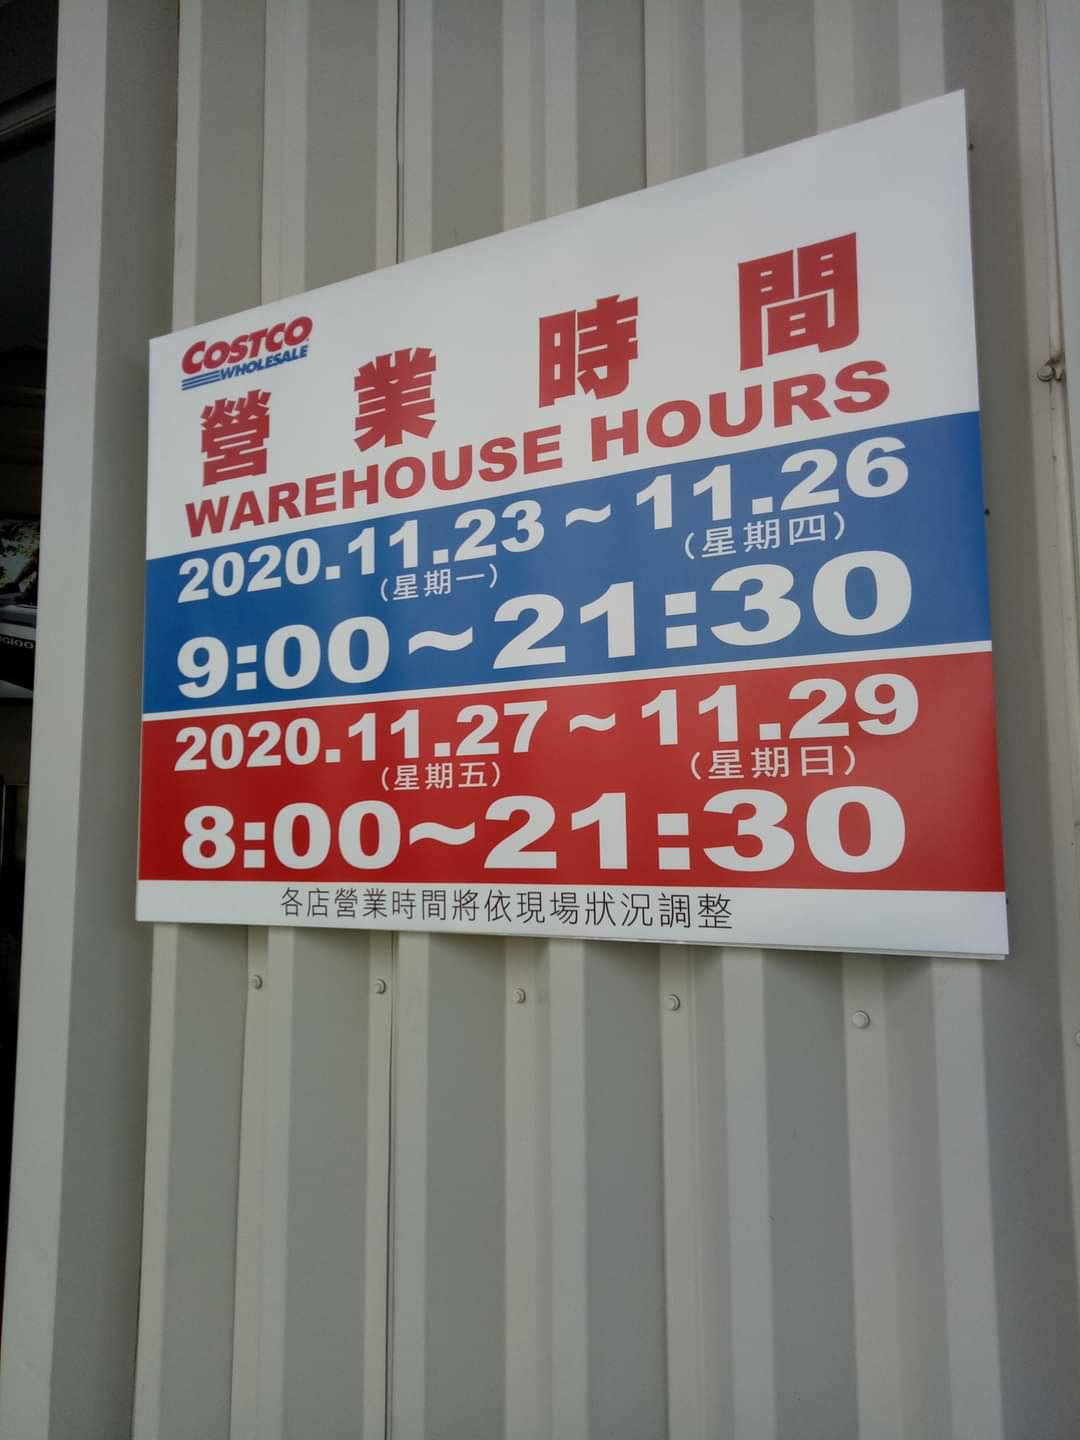 COSTCO
WHOLESALE
營業時間
WAREHOUSE HOURS
2020.11.23~11.26
(星期一) (星期四)
9:00~21:30
2020.11.27~11.29
(星期五) (星期日)
8:00~21:30
各店營業時間將依現場狀況調整